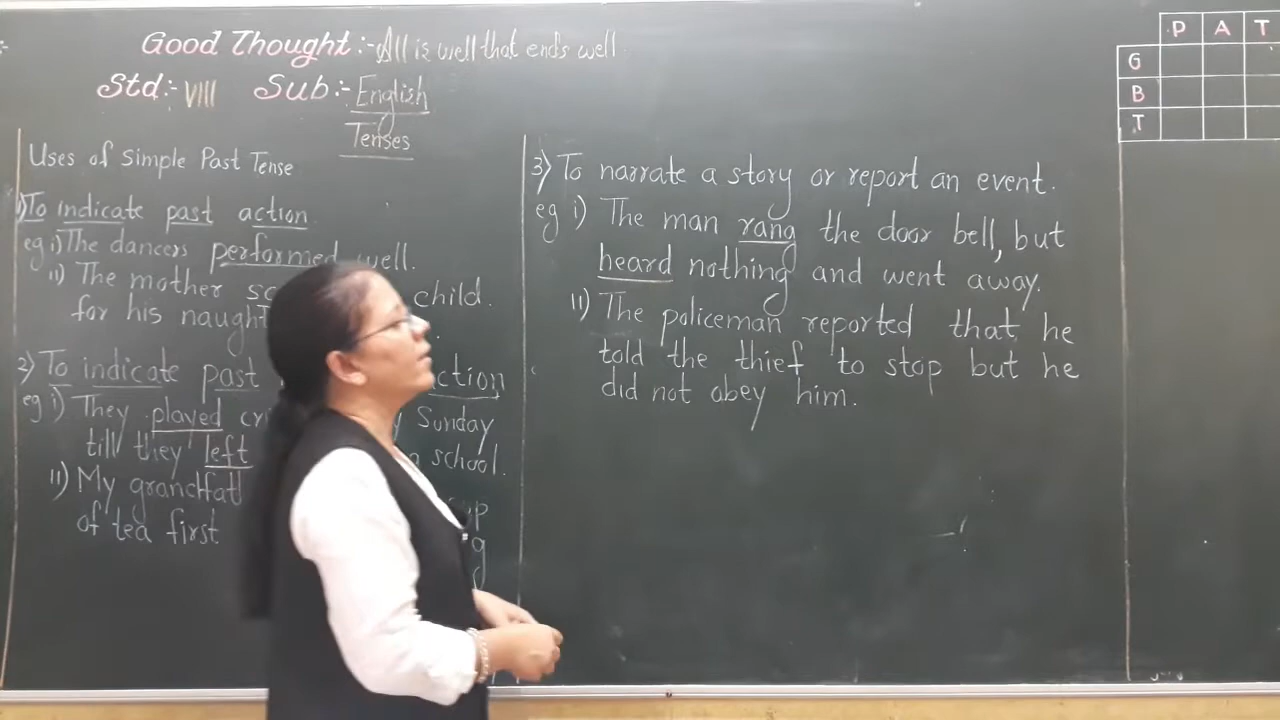 Good Thought:- All is well that ends well
Std:- VIII Sub:- English
Tenses
P A T
G
B
T
Uses of Simple Past Tense
1) To indicate past action.
eg i) The dancers performed well.
ii) The mother child.
for his
2) To indicate past action
eg i) They played Sunday
till they left school.
ii) My
of tea first
3) To narrate a story or report an event.
eg i) The man rang the door bell, but
heard nothing and went away.
ii) The policeman reported that he
told the thief to stop but he
did not obey him.